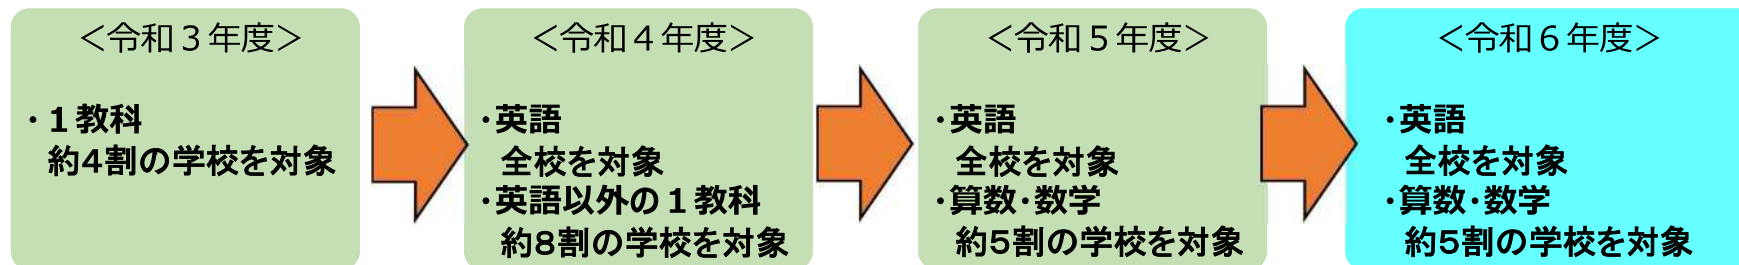 ＜令和３年度＞
・１教科
約4割の学校を対象
＜令和４年度＞
・英語
全校を対象
・英語以外の１教科
約8割の学校を対象
＜令和５年度＞
・英語
全校を対象
・算数・数学
約5割の学校を対象
＜令和６年度＞
・英語
全校を対象
・算数・数学
約5割の学校を対象